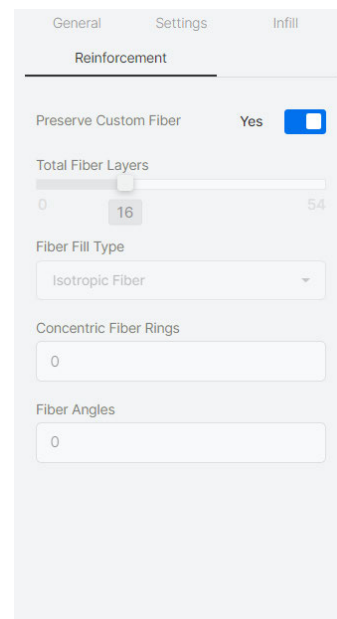 General Settings Infill
Reinforcement
Preserve Custom Fiber Yes
Total Fiber Layers
0 16 54
Fiber Fill Type
Isotropic Fiber
Concentric Fiber Rings
0
Fiber Angles
0